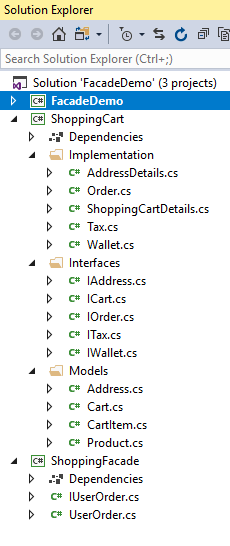 Solution Explorer
Search Solution Explorer (Ctrl+;)
Solution 'FacadeDemo' (3 projects)
C# FacadeDemo
C# ShoppingCart
Dependencies
Implementation
C# AddressDetails.cs
C# Order.cs
C# ShoppingCartDetails.cs
C# Tax.cs
C# Wallet.cs
Interfaces
C# IAddress.cs
C# ICart.cs
C# IOrder.cs
C# ITax.cs
C# IWallet.cs
Models
C# Address.cs
C# Cart.cs
C# CartItem.cs
C# Product.cs
C# ShoppingFacade
Dependencies
C# IUserOrder.cs
C# UserOrder.cs